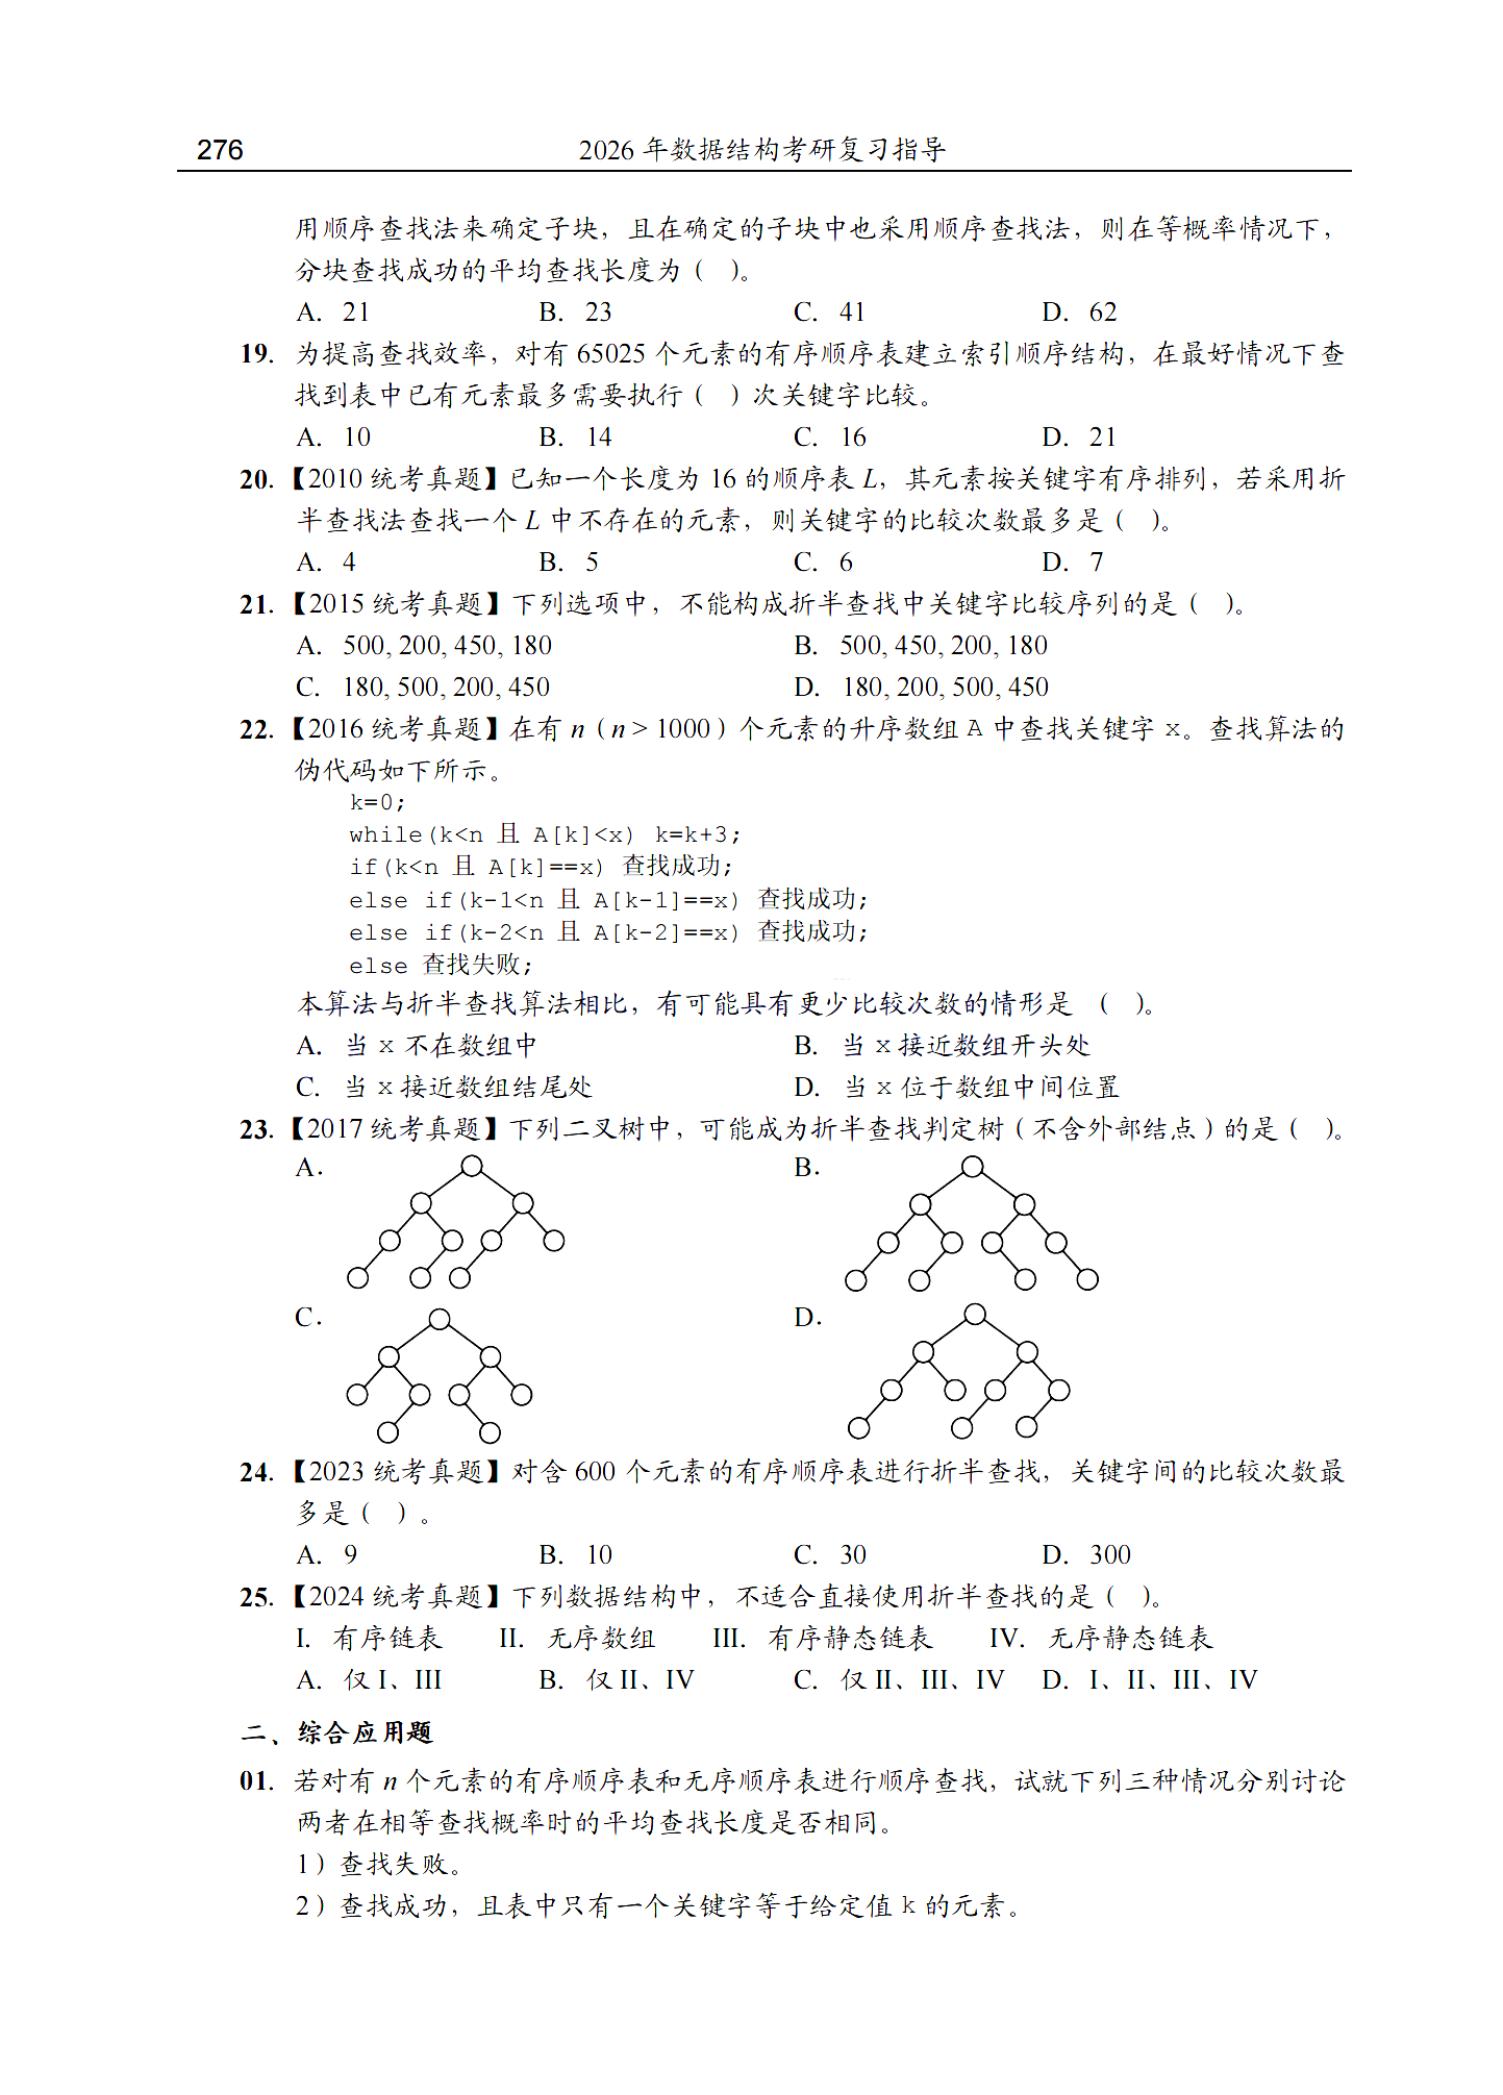 276 2026 年数据结构考研复习指导
用顺序查找法来确定子块，且在确定的子块中也采用顺序查找法，则在等概率情况下，
分块查找成功的平均查找长度为（ ）。
A. 21 B. 23 C. 41 D. 62
19. 为提高查找效率，对有 65025 个元素的有序顺序表建立索引顺序结构，在最好情况下查
找到表中已有元素最多需要执行（ ）次关键字比较。
A. 10 B. 14 C. 16 D. 21
20. 【2010 统考真题】已知一个长度为 16 的顺序表 L，其元素按关键字有序排列，若采用折
半查找法查找一个 L 中不存在的元素，则关键字的比较次数最多是（ ）。
A. 4 B. 5 C. 6 D. 7
21. 【2015 统考真题】下列选项中，不能构成折半查找中关键字比较序列的是（ ）。
A. 500, 200, 450, 180 B. 500, 450, 200, 180
C. 180, 500, 200, 450 D. 180, 200, 500, 450
22. 【2016 统考真题】在有 n（n > 1000）个元素的升序数组 A 中查找关键字 x。查找算法的
伪代码如下所示。
k=0;
while(k<n 且 A[k]<x) k=k+3;
if(k<n 且 A[k]==x) 查找成功;
else if(k-1<n 且 A[k-1]==x) 查找成功;
else if(k-2<n 且 A[k-2]==x) 查找成功;
else 查找失败;
本算法与折半查找算法相比，有可能具有更少比较次数的情形是 （ ）。
A. 当 x 不在数组中 B. 当 x 接近数组开头处
C. 当 x 接近数组结尾处 D. 当 x 位于数组中间位置
23. 【2017 统考真题】下列二叉树中，可能成为折半查找判定树（不含外部结点）的是（ ）。
A. B.
C. D.
24. 【2023 统考真题】对含 600 个元素的有序顺序表进行折半查找，关键字间的比较次数最
多是（ ）。
A. 9 B. 10 C. 30 D. 300
25. 【2024 统考真题】下列数据结构中，不适合直接使用折半查找的是（ ）。
I. 有序链表 II. 无序数组 III. 有序静态链表 IV. 无序静态链表
A. 仅 I、III B. 仅 II、IV C. 仅 II、III、IV D. I、II、III、IV
二、综合应用题
01. 若对有 n 个元素的有序顺序表和无序顺序表进行顺序查找，试就下列三种情况分别讨论
两者在相等查找概率时的平均查找长度是否相同。
1）查找失败。
2）查找成功，且表中只有一个关键字等于给定值 k 的元素。